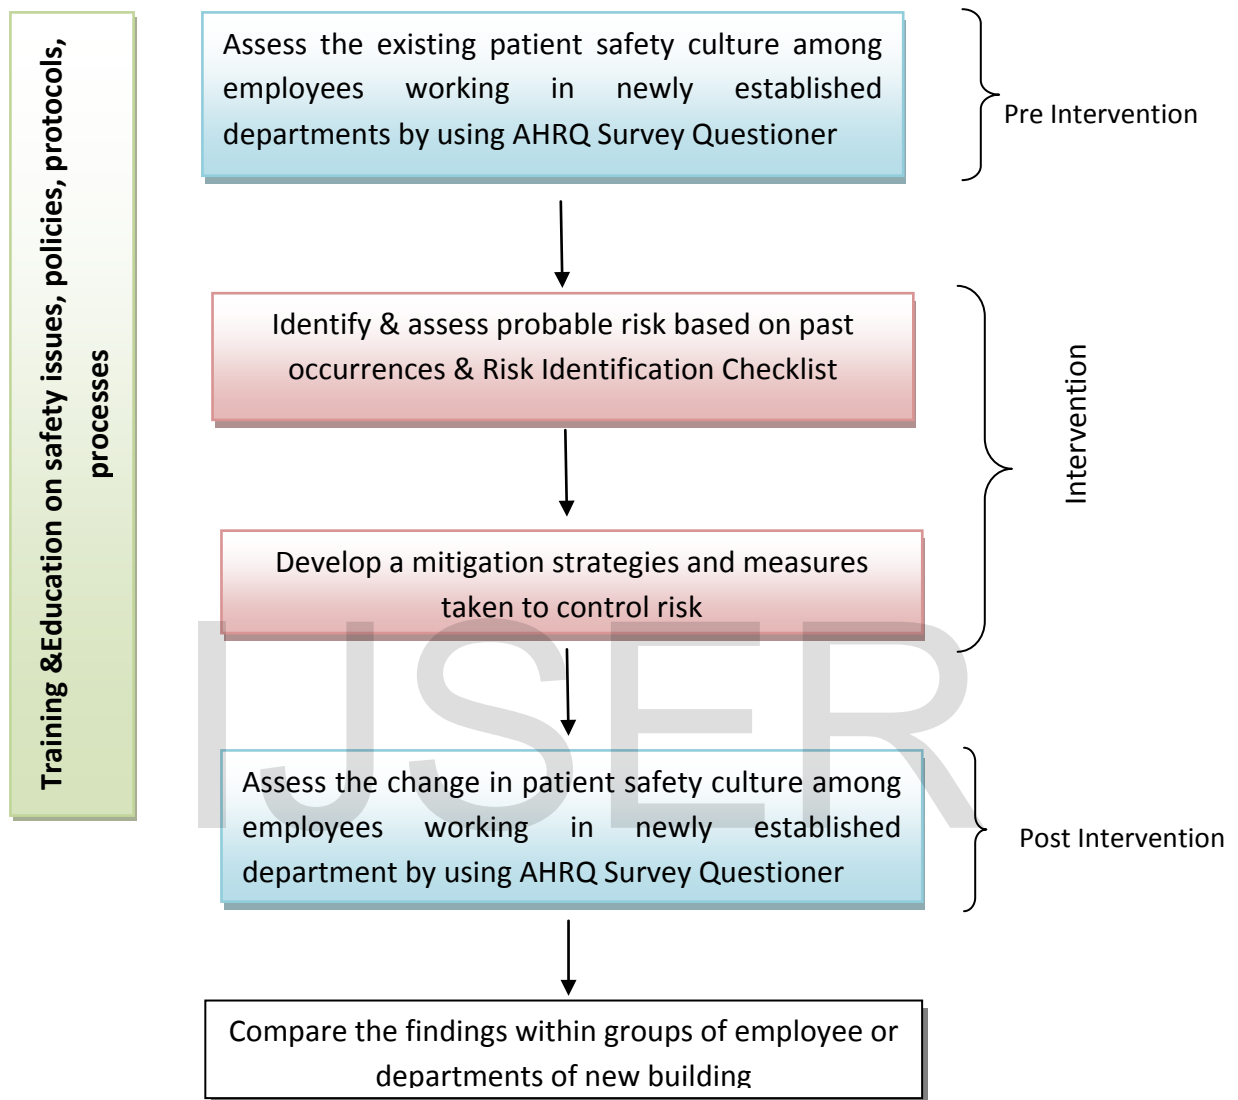 Training &Education on safety issues, policies, protocols,
processes
Assess the existing patient safety culture among
employees working in newly established
departments by using AHRQ Survey Questioner
Pre Intervention
Identify & assess probable risk based on past
occurrences & Risk Identification Checklist
Intervention
Develop a mitigation strategies and measures
taken to control risk
IJSER
Assess the change in patient safety culture among
employees working in newly established
department by using AHRQ Survey Questioner
Post Intervention
Compare the findings within groups of employee or
departments of new building